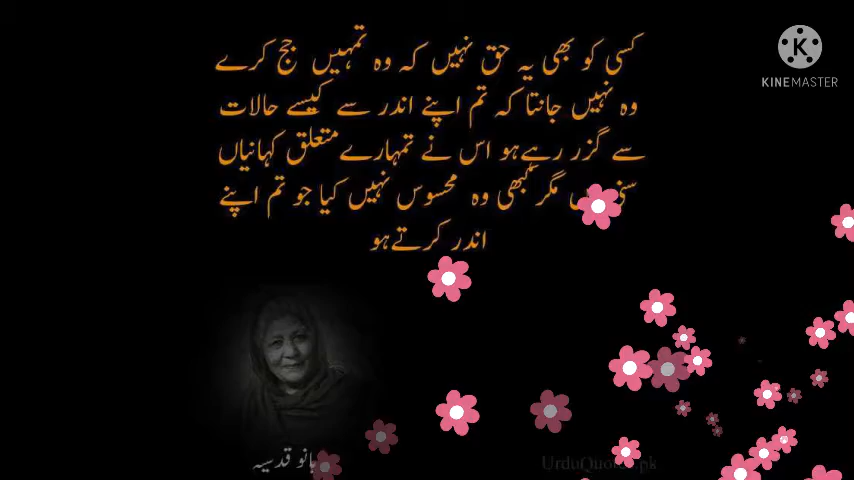 کسی کو بھی یہ حق نہیں کہ وہ تمہیں جج کرے
وہ نہیں جانتا کہ تم اپنے اندر سے کیسے حالات
سے گزر رہے ہو اس نے تمہارے متعلق کہانیاں
سنی مگر کبھی وہ محسوس نہیں کیا جو تم اپنے
اندر کرتے ہو
بانو قدسیہ
KINEMASTER